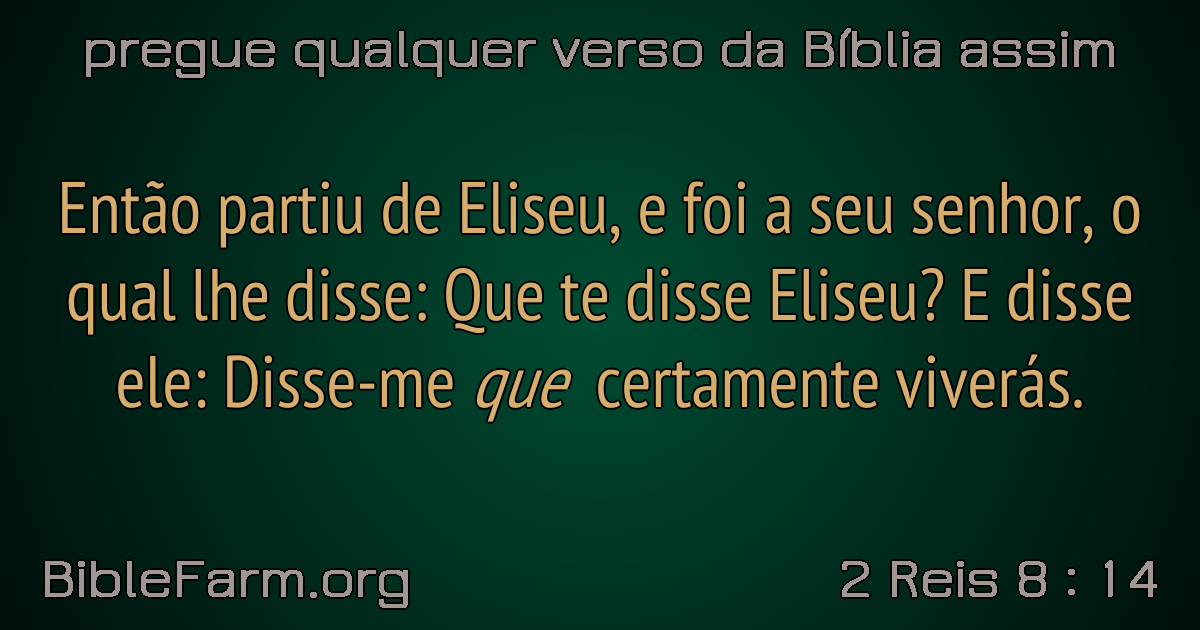 pregue qualquer verso da Bíblia assim
Então partiu de Eliseu, e foi a seu senhor, o
qual lhe disse: Que te disse Eliseu? E disse
ele: Disse-me que certamente viverás.
BibleFarm.org
2 Reis 8 : 14